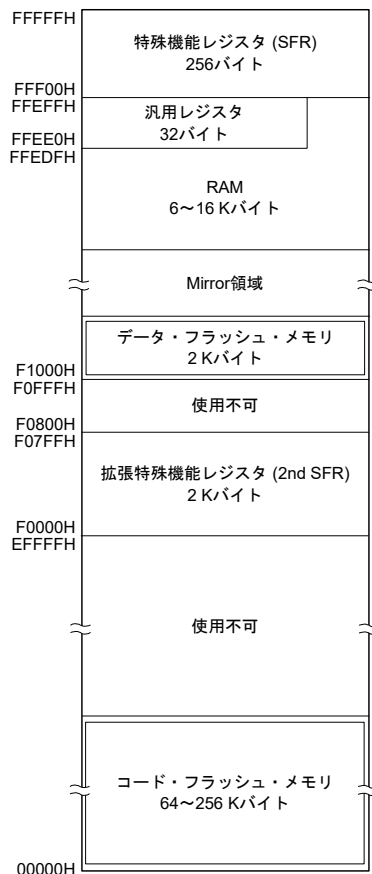 FFFFFH
特殊機能レジスタ (SFR)
256バイト
FFF00H
FFEFFH
汎用レジスタ
32バイト
FFEE0H
FFEDFH
RAM
6～16 Kバイト
Mirror領域
データ・フラッシュ・メモリ
2 Kバイト
F1000H
F0FFFH
使用不可
F0800H
F07FFH
拡張特殊機能レジスタ (2nd SFR)
2 Kバイト
F0000H
EFFFFH
使用不可
コード・フラッシュ・メモリ
64～256 Kバイト
00000H